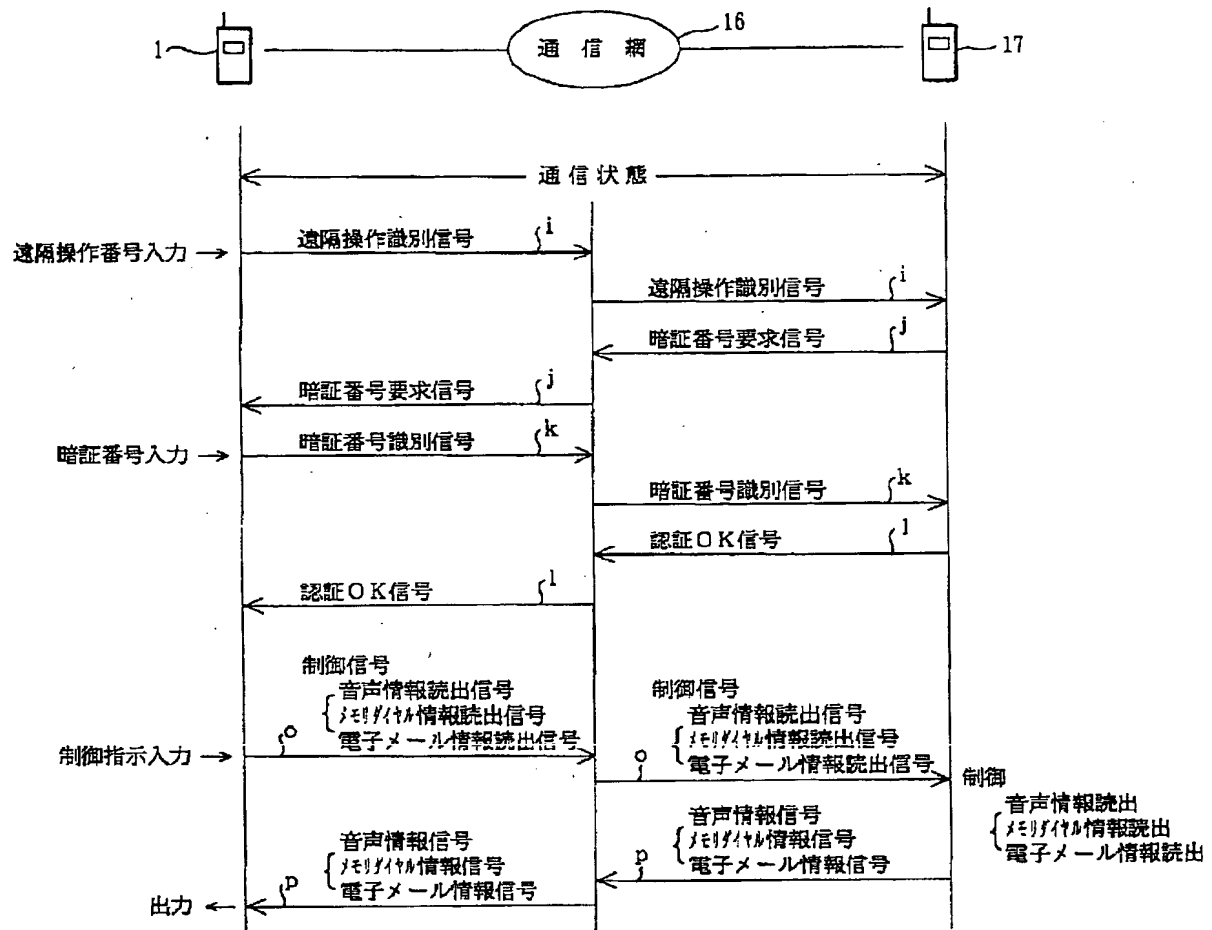 1
通信網
16
17
通信状態
遠隔操作番号入力→
遠隔操作識別信号
i
遠隔操作識別信号
i
暗証番号要求信号
j
暗証番号要求信号
j
暗証番号入力→
暗証番号識別信号
k
暗証番号識別信号
k
認証OK信号
l
認証OK信号
l
制御信号
音声情報読出信号
メモリダイヤル情報読出信号
電子メール情報読出信号
o
制御指示入力→
制御信号
音声情報読出信号
メモリダイヤル情報読出信号
電子メール情報読出信号
o
制御
音声情報読出
メモリダイヤル情報読出
電子メール情報読出
音声情報信号
メモリダイヤル情報信号
電子メール情報信号
p
音声情報信号
メモリダイヤル情報信号
電子メール情報信号
p
出力←